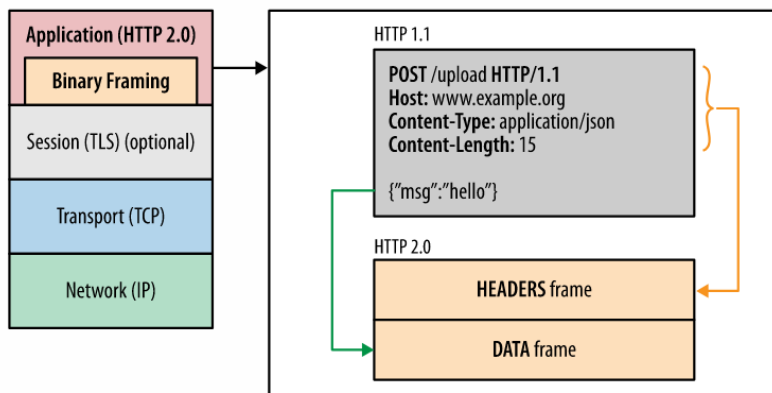 Application (HTTP 2.0)
Binary Framing
Session (TLS) (optional)
Transport (TCP)
Network (IP)
HTTP 1.1
POST /upload HTTP/1.1
Host: www.example.org
Content-Type: application/json
Content-Length: 15
{”msg”:”hello”}
HTTP 2.0
HEADERS frame
DATA frame